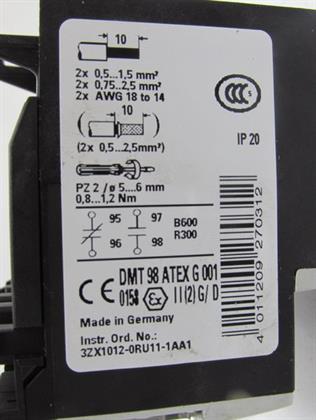 10
2x 0,5...1,5 mm²
2x 0,75...2,5 mm²
2x AWG 18 to 14
10
(2x 0,5...2,5mm²)
PZ 2 / ø 5....6 mm
0,8...1,2 Nm
CCC S
IP 20
95 97
96 98
B600
R300
DMT 98 ATEX G 001
CE 0158 Ex II(2) G/D
Made in Germany
Instr. Ord. No.:
3ZX1012-0RU11-1AA1
4 011209 270312